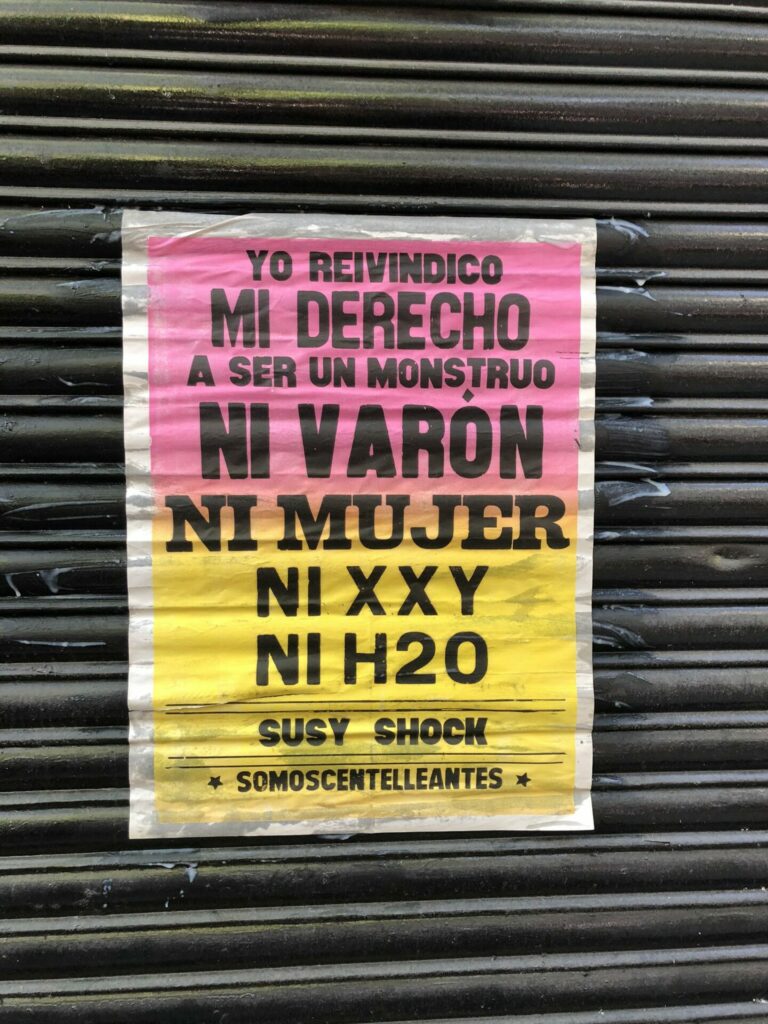 YO REIVINDICO
MI DERECHO
A SER UN MONSTRUO
NI VARÓN
NI MUJER
NI XXY
NI H2O
SUSY SHOCK
★ SOMOSCENTELLEANTES ★